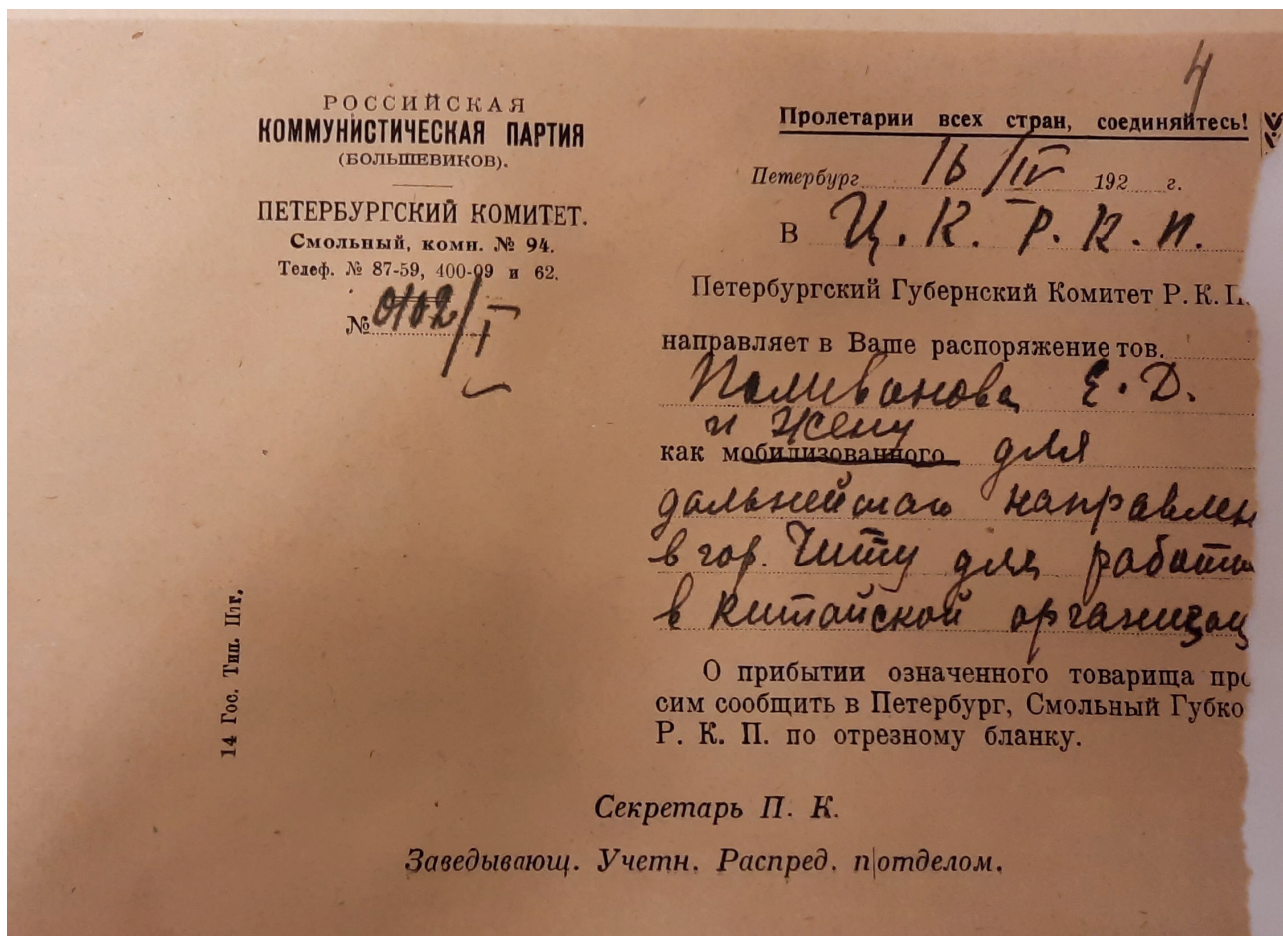 4
РОССИЙСКАЯ
КОММУНИСТИЧЕСКАЯ ПАРТИЯ
(БОЛЬШЕВИКОВ).
ПЕТЕРБУРГСКИЙ КОМИТЕТ.
Смольный, комн. № 94.
Телеф. № 87-59, 400-09 и 62.
№ 0102/I
Пролетарии всех стран, соединяйтесь!
Петербург 16/IV 192 г.
В Ц. К. Р. К. П.
Петербургский Губернский Комитет Р. К. П.
направляет в Ваше распоряжение тов.
Поливанова Е. Д.
и жену
как мобилизованного для
дальнейшаго направлен
в гор. Читу для работы
в китайской организац
О прибытии означенного товарища про
сим сообщить в Петербург, Смольный Губко
Р. К. П. по отрезному бланку.
Секретарь П. К.
Заведывающ. Учетн. Распред. п|отделом.
14 Гос. Тип. Пгг.